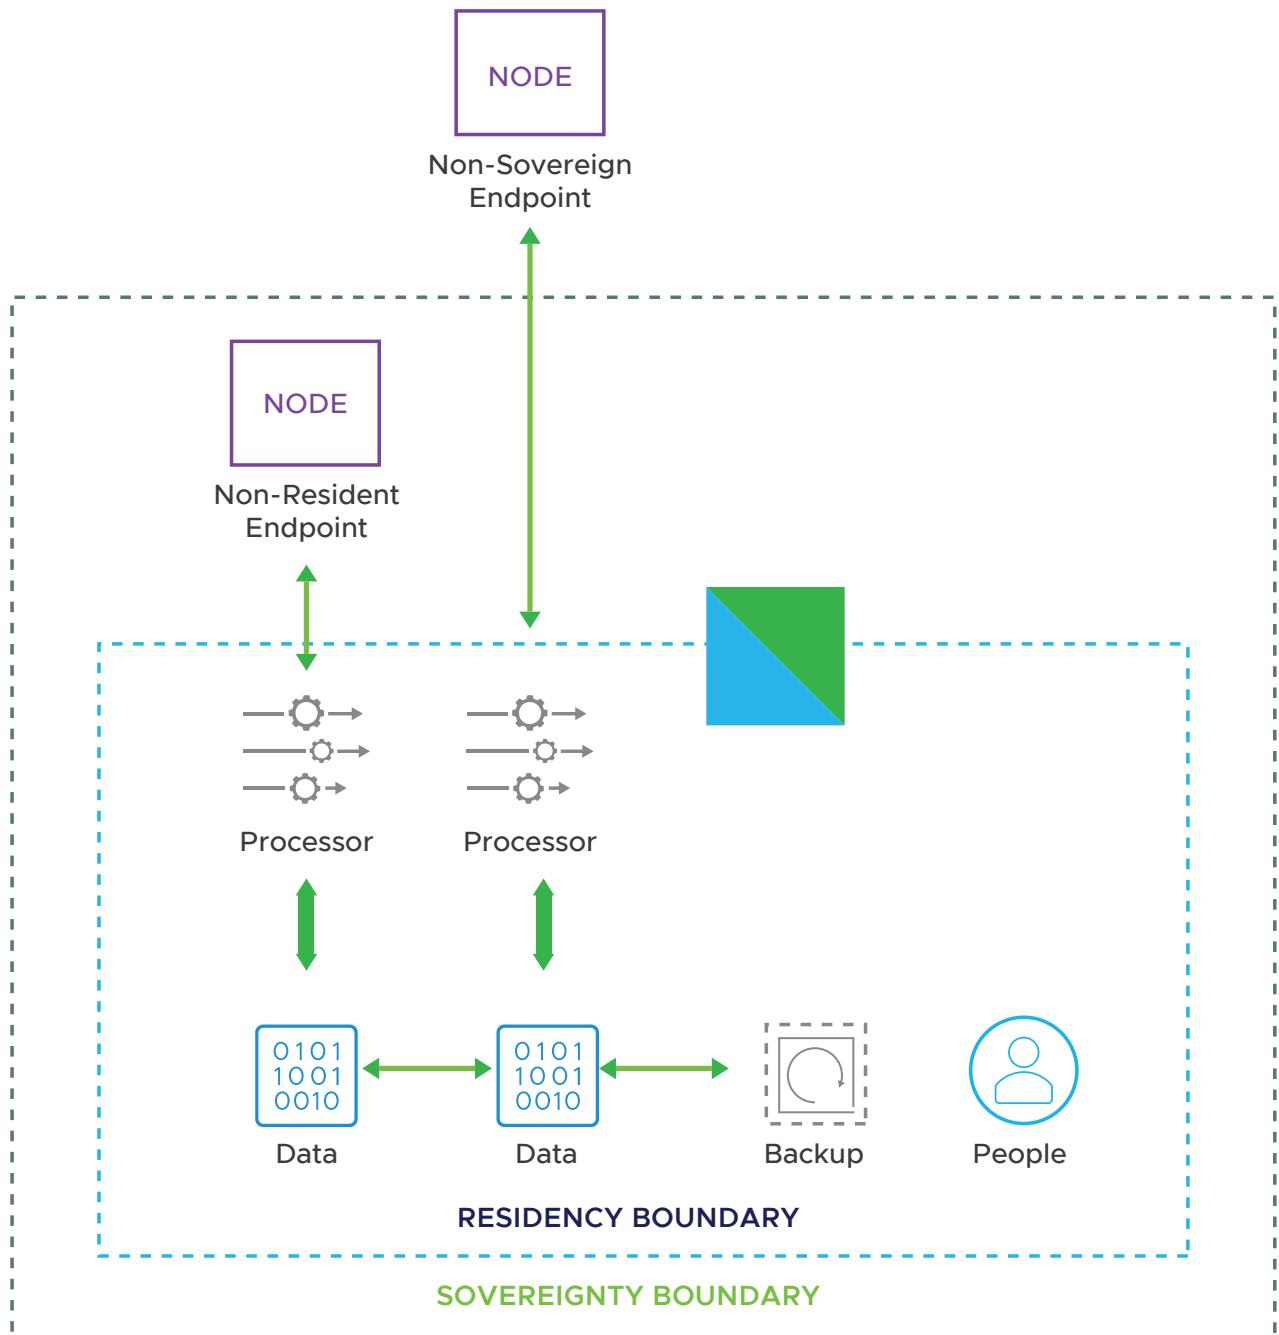 NODE
Non-Sovereign
Endpoint
NODE
Non-Resident
Endpoint
Processor
Processor
0101
1001
0010
0101
1001
0010
Data
Data
Backup
People
RESIDENCY BOUNDARY
SOVEREIGNTY BOUNDARY